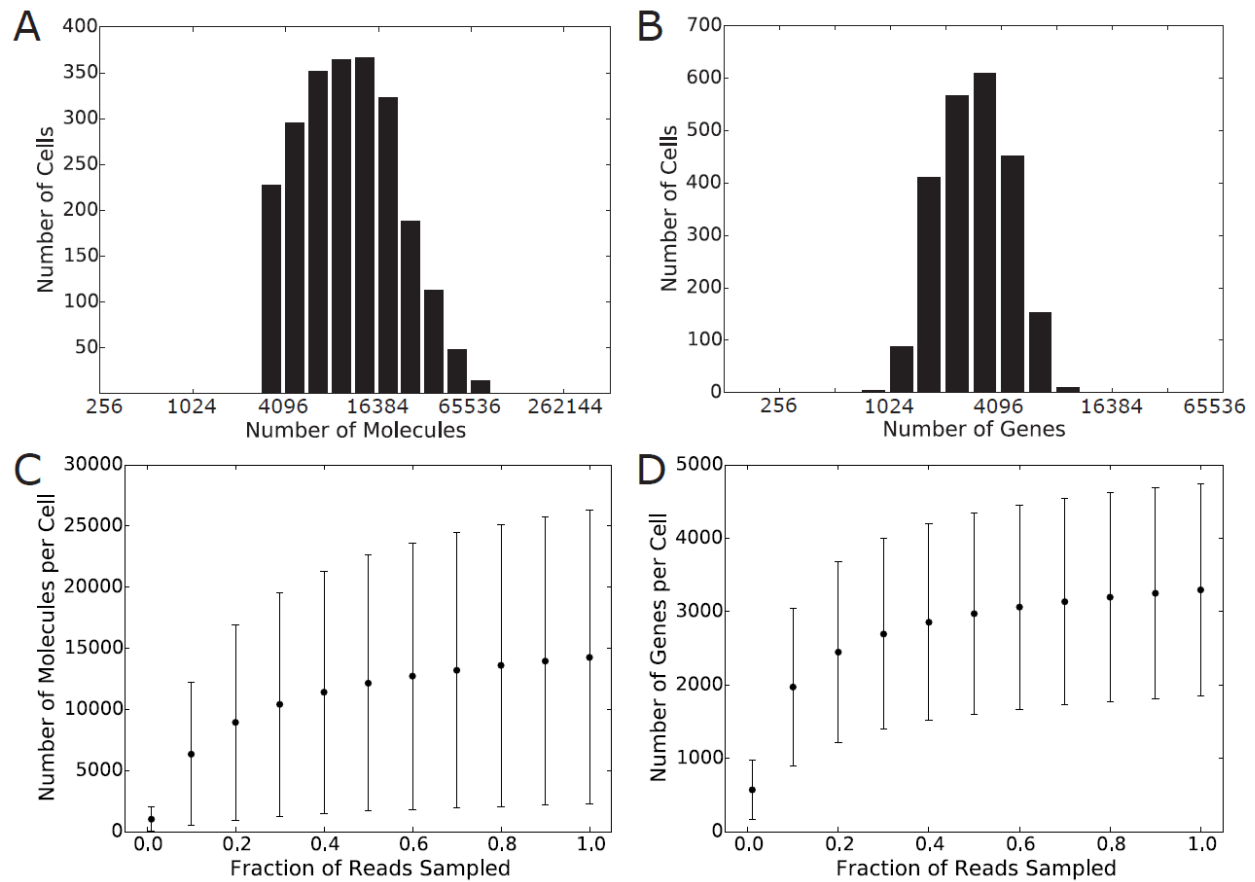 A
400
350
300
250
200
150
100
50
Number of Cells
256 1024 4096 16384 65536 262144
Number of Molecules
B
700
600
500
400
300
200
100
0
Number of Cells
256 1024 4096 16384 65536
Number of Genes
C
30000
25000
20000
15000
10000
5000
0
Number of Molecules per Cell
0.0 0.2 0.4 0.6 0.8 1.0
Fraction of Reads Sampled
D
5000
4000
3000
2000
1000
0
Number of Genes per Cell
0.0 0.2 0.4 0.6 0.8 1.0
Fraction of Reads Sampled